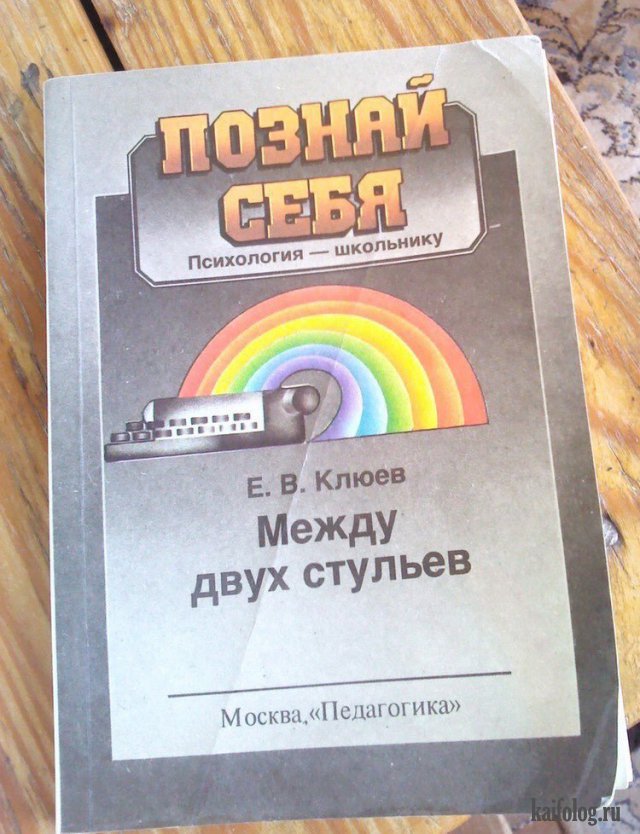 ПОЗНАЙ
СЕБЯ
Психология — школьнику
Е. В. Клюев
Между
двух стульев
Москва, «Педагогика»
kaifolog.ru